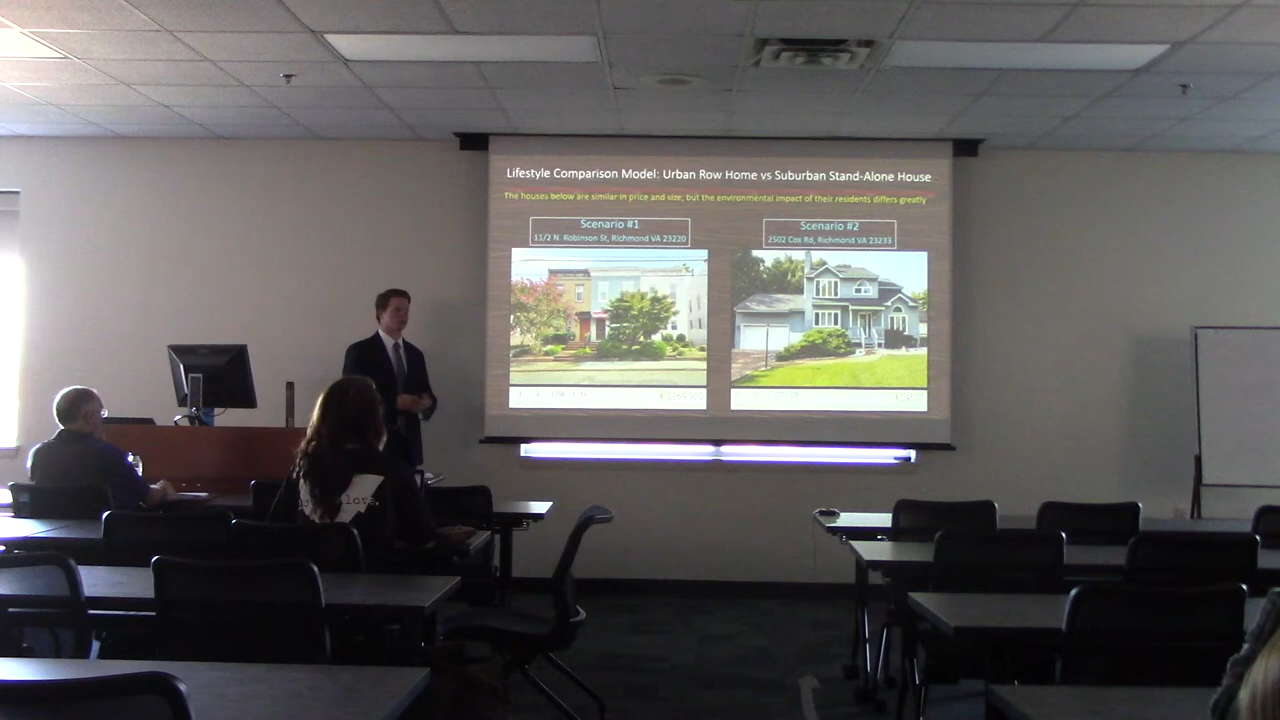 Lifestyle Comparison Model: Urban Row Home vs Suburban Stand-Alone House
The houses below are similar in price and size, but the environmental impact of their residents differs greatly
Scenario #1
11/2 N. Robinson St, Richmond VA 23220
Scenario #2
2502 Cox Rd, Richmond VA 23233
love